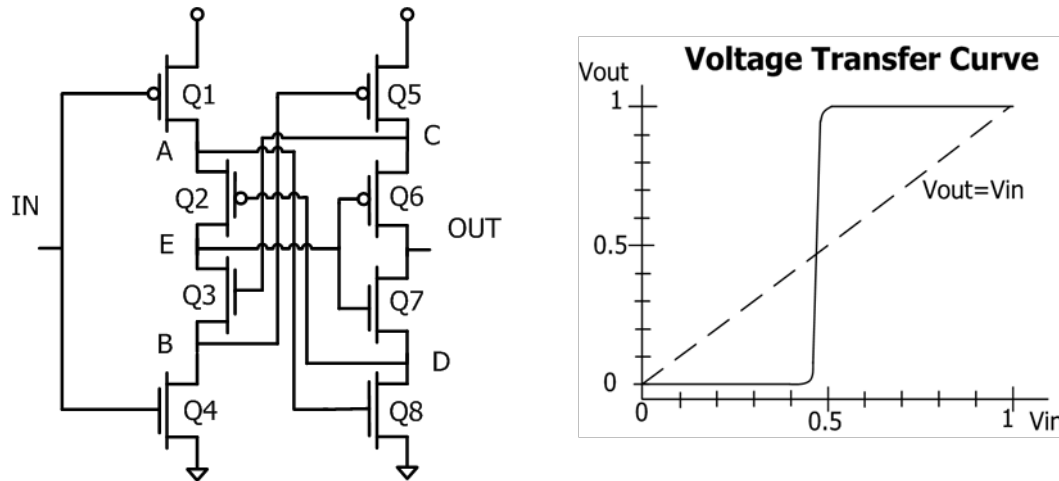 Q1
Q5
A
C
Q2
Q6
IN
OUT
E
Q3
Q7
B
D
Q4
Q8
Voltage Transfer Curve
Vout
1
Vout=Vin
0.5
0
0
0.5
1
Vin